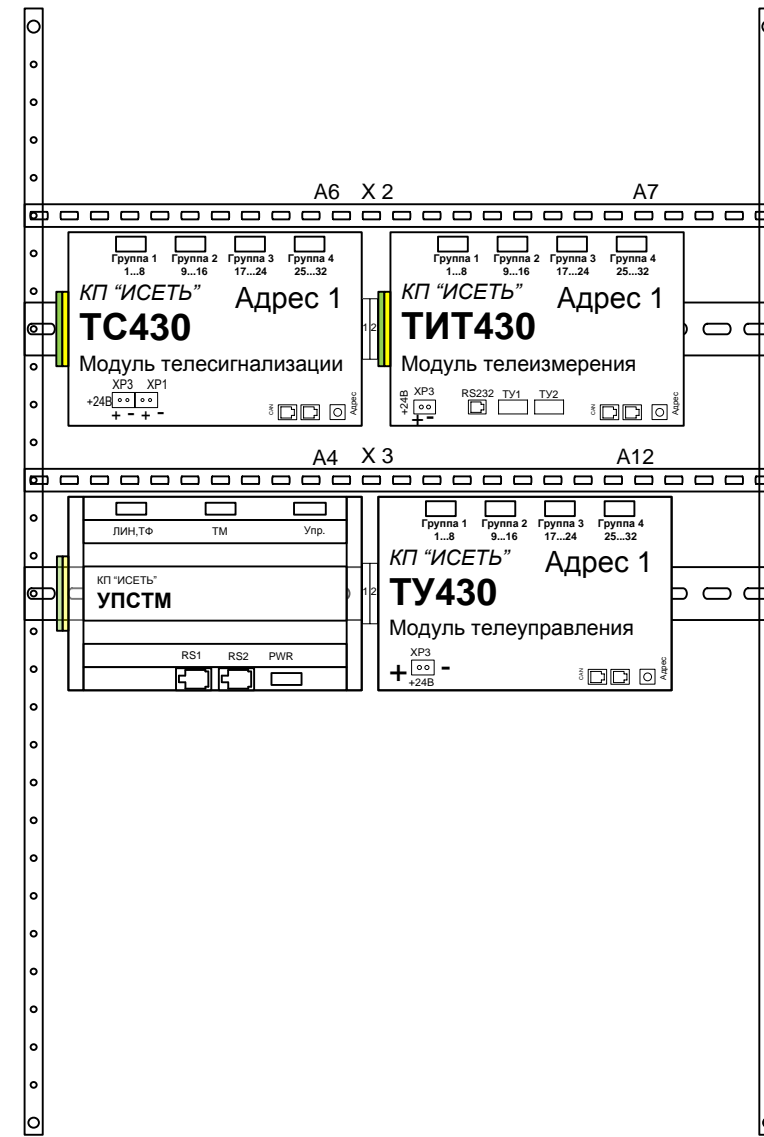 А6 Х 2 А7
Группа 1 Группа 2 Группа 3 Группа 4
1...8 9...16 17...24 25...32
КП “ИСЕТЬ” Адрес 1
ТС430
Модуль телесигнализации
ХР3 ХР1
+24В
+ - + -
CAN
Адрес
1 2
Группа 1 Группа 2 Группа 3 Группа 4
1...8 9...16 17...24 25...32
КП “ИСЕТЬ” Адрес 1
ТИТ430
Модуль телеизмерения
+24В ХР3 RS232 ТУ1 ТУ2
+ -
CAN
Адрес
А4 Х 3 А12
ЛИН,ТФ ТМ Упр.
КП “ИСЕТЬ”
УПСТМ
RS1 RS2 PWR
1 2
Группа 1 Группа 2 Группа 3 Группа 4
1...8 9...16 17...24 25...32
КП “ИСЕТЬ” Адрес 1
ТУ430
Модуль телеуправления
ХР3
+ -
+24В
CAN
Адрес